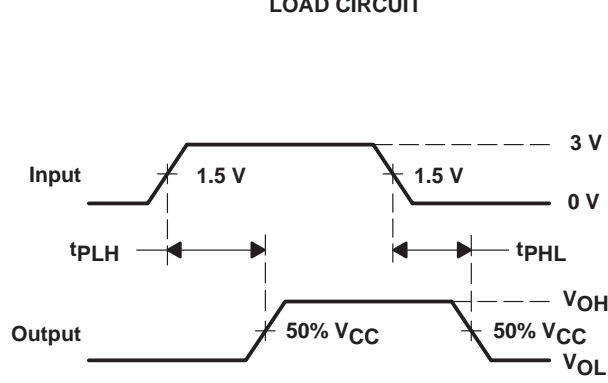 LOAD CIRCUIT
3 V
Input
1.5 V
1.5 V
0 V
tPLH
tPHL
VOH
Output
50% VCC
50% VCC
VOL